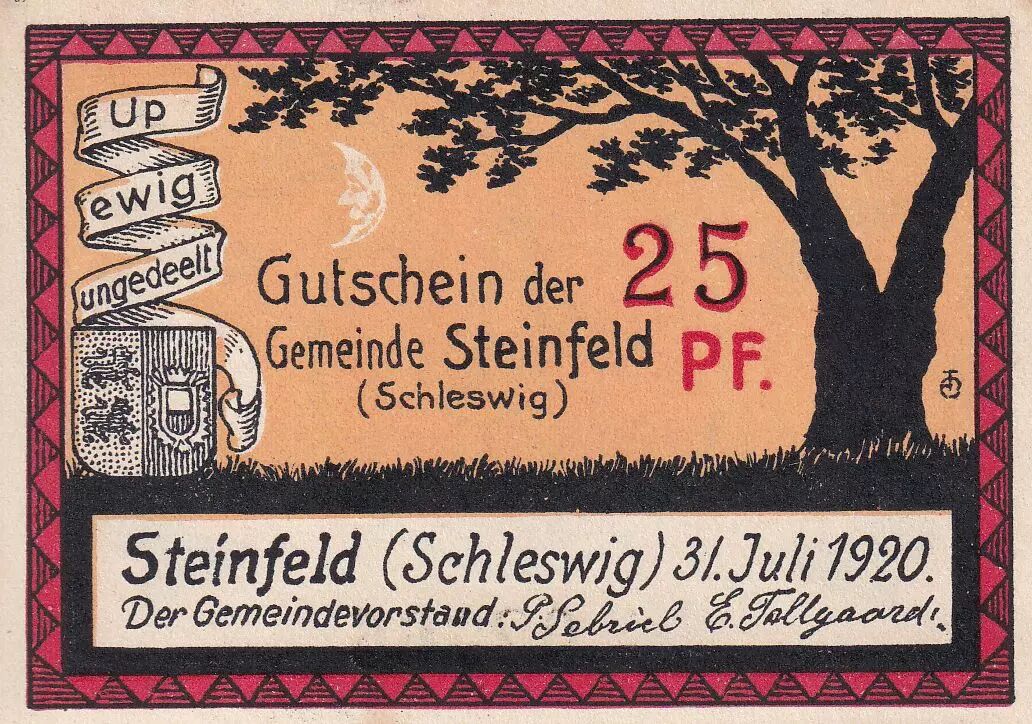 Up
ewig
ungedeelt
Gutschein der
Gemeinde Steinfeld
(Schleswig)
25
PF.
Steinfeld (Schleswig) 31. Juli 1920.
Der Gemeindevorstand: P. E.